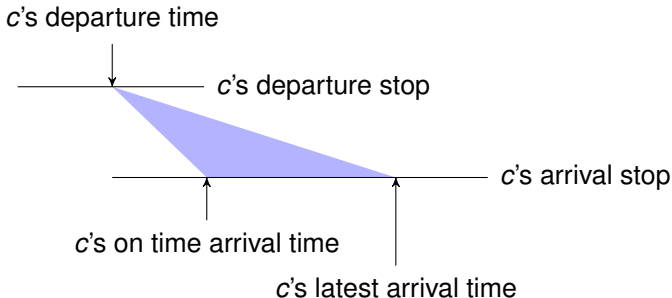 c's departure time
c's departure stop
c's arrival stop
c's on time arrival time
c's latest arrival time